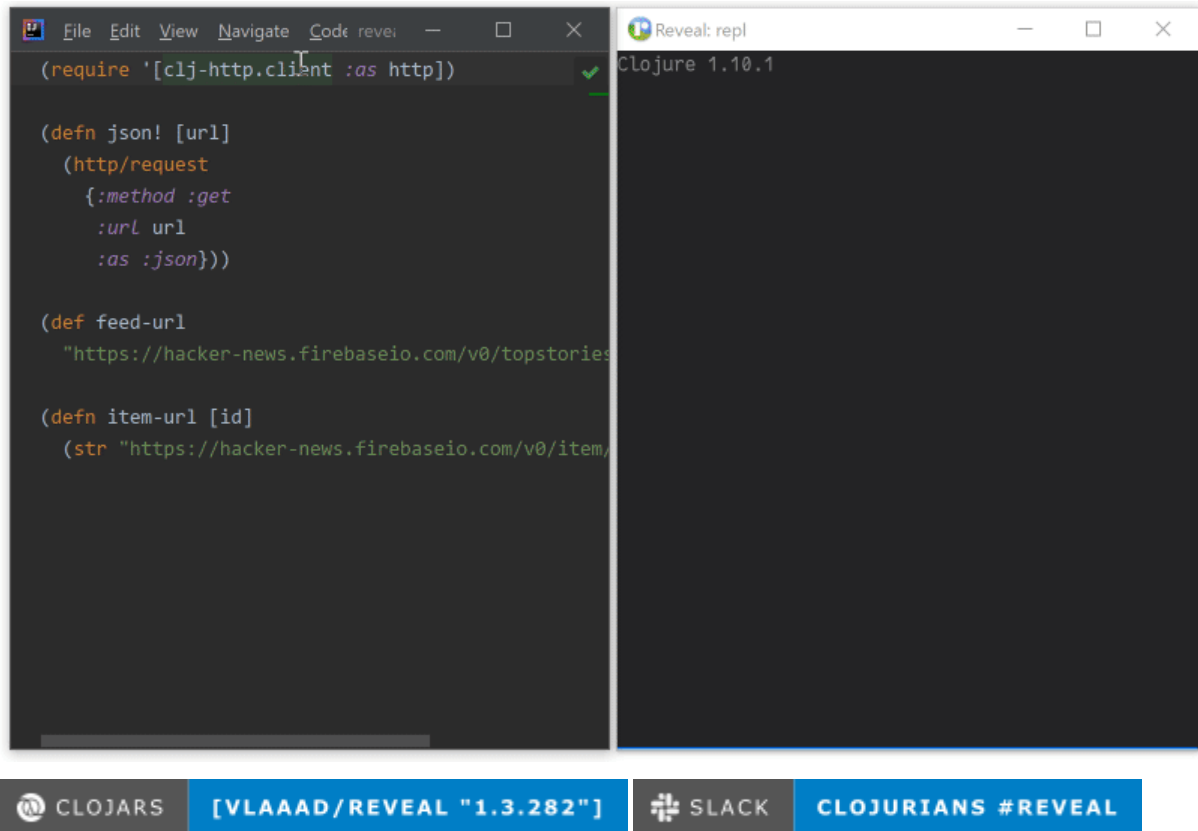 File Edit View Navigate Code revea
(require '[clj-http.client :as http])
(defn json! [url]
(http/request
{:method :get
:url url
:as :json}))
(def feed-url
"https://hacker-news.firebaseio.com/v0/topstories
(defn item-url [id]
(str "https://hacker-news.firebaseio.com/v0/item/
Reveal: repl
Clojure 1.10.1
CLOJARS [VLAAAD/REVEAL "1.3.282"]
SLACK CLOJURIANS #REVEAL